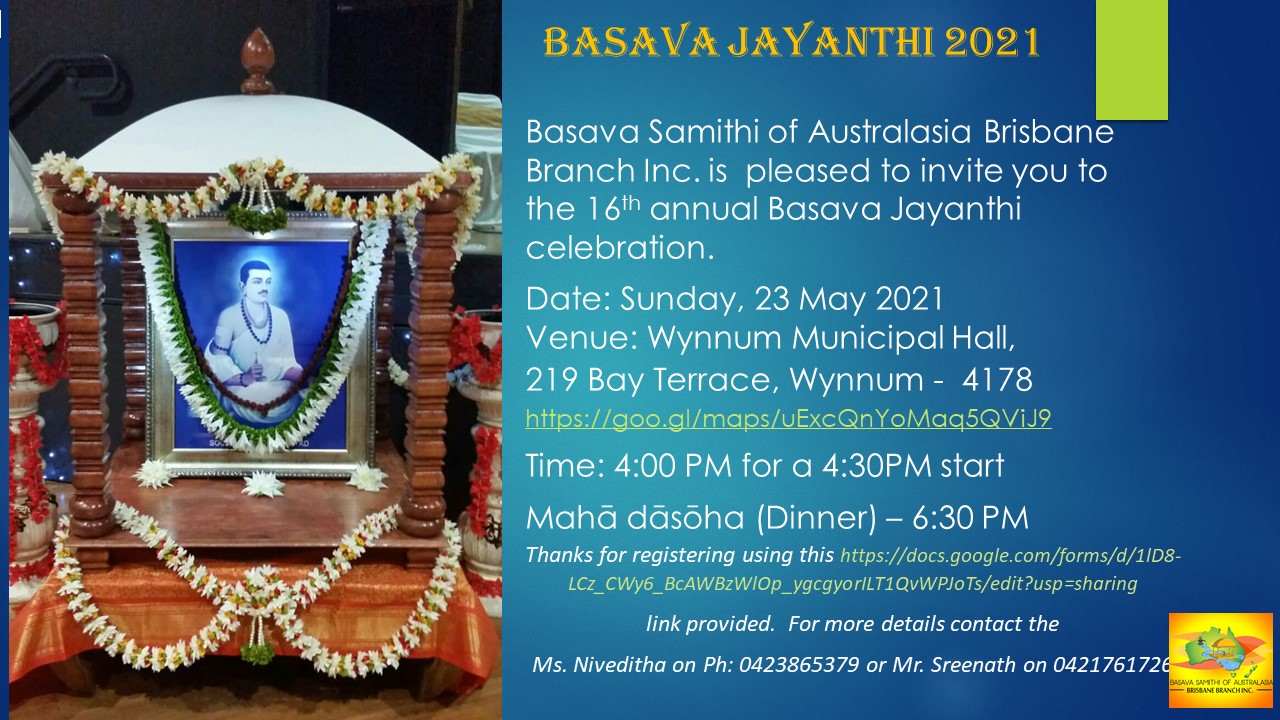 BASAVA JAYANTHI 2021
Basava Samithi of Australasia Brisbane
Branch Inc. is pleased to invite you to
the 16th annual Basava Jayanthi
celebration.
Date: Sunday, 23 May 2021
Venue: Wynnum Municipal Hall,
219 Bay Terrace, Wynnum - 4178
https://goo.gl/maps/uExcQnYoMaq5QViJ9
Time: 4:00 PM for a 4:30PM start
Mahā dāsōha (Dinner) – 6:30 PM
Thanks for registering using this https://docs.google.com/forms/d/1lD8-
LCz_CWy6_BcAWBzWlOp_ygcgyorILT1QvWPJoTs/edit?usp=sharing
link provided. For more details contact the
Ms. Niveditha on Ph: 0423865379 or Mr. Sreenath on 0421761726
BASAVA SAMITHI OF AUSTRALASIA
BRISBANE BRANCH INC.